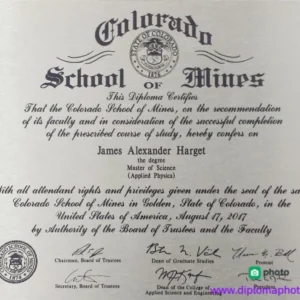 Colorado
STATE OF COLORADO
1876
School OF Mines
This Diploma Certifies
That the Colorado School of Mines, on the recommendation
of its faculty and in consideration of the successful completion
of the prescribed course of study, hereby confers on
James Alexander Harget
the degree
Master of Science
(Applied Physics)
With all attendant rights and privileges given under the seal of the
Colorado School of Mines in Golden, State of Colorado, in the
United States of America, August 17, 2017
by Authority of the Board of Trustees and the Faculty
Chairman, Board of Trustees
Dean of Graduate Studies
President
Secretary, Board of Trustees
Dean of the College of
Applied Science and Engineering
photo
www.diplomapho